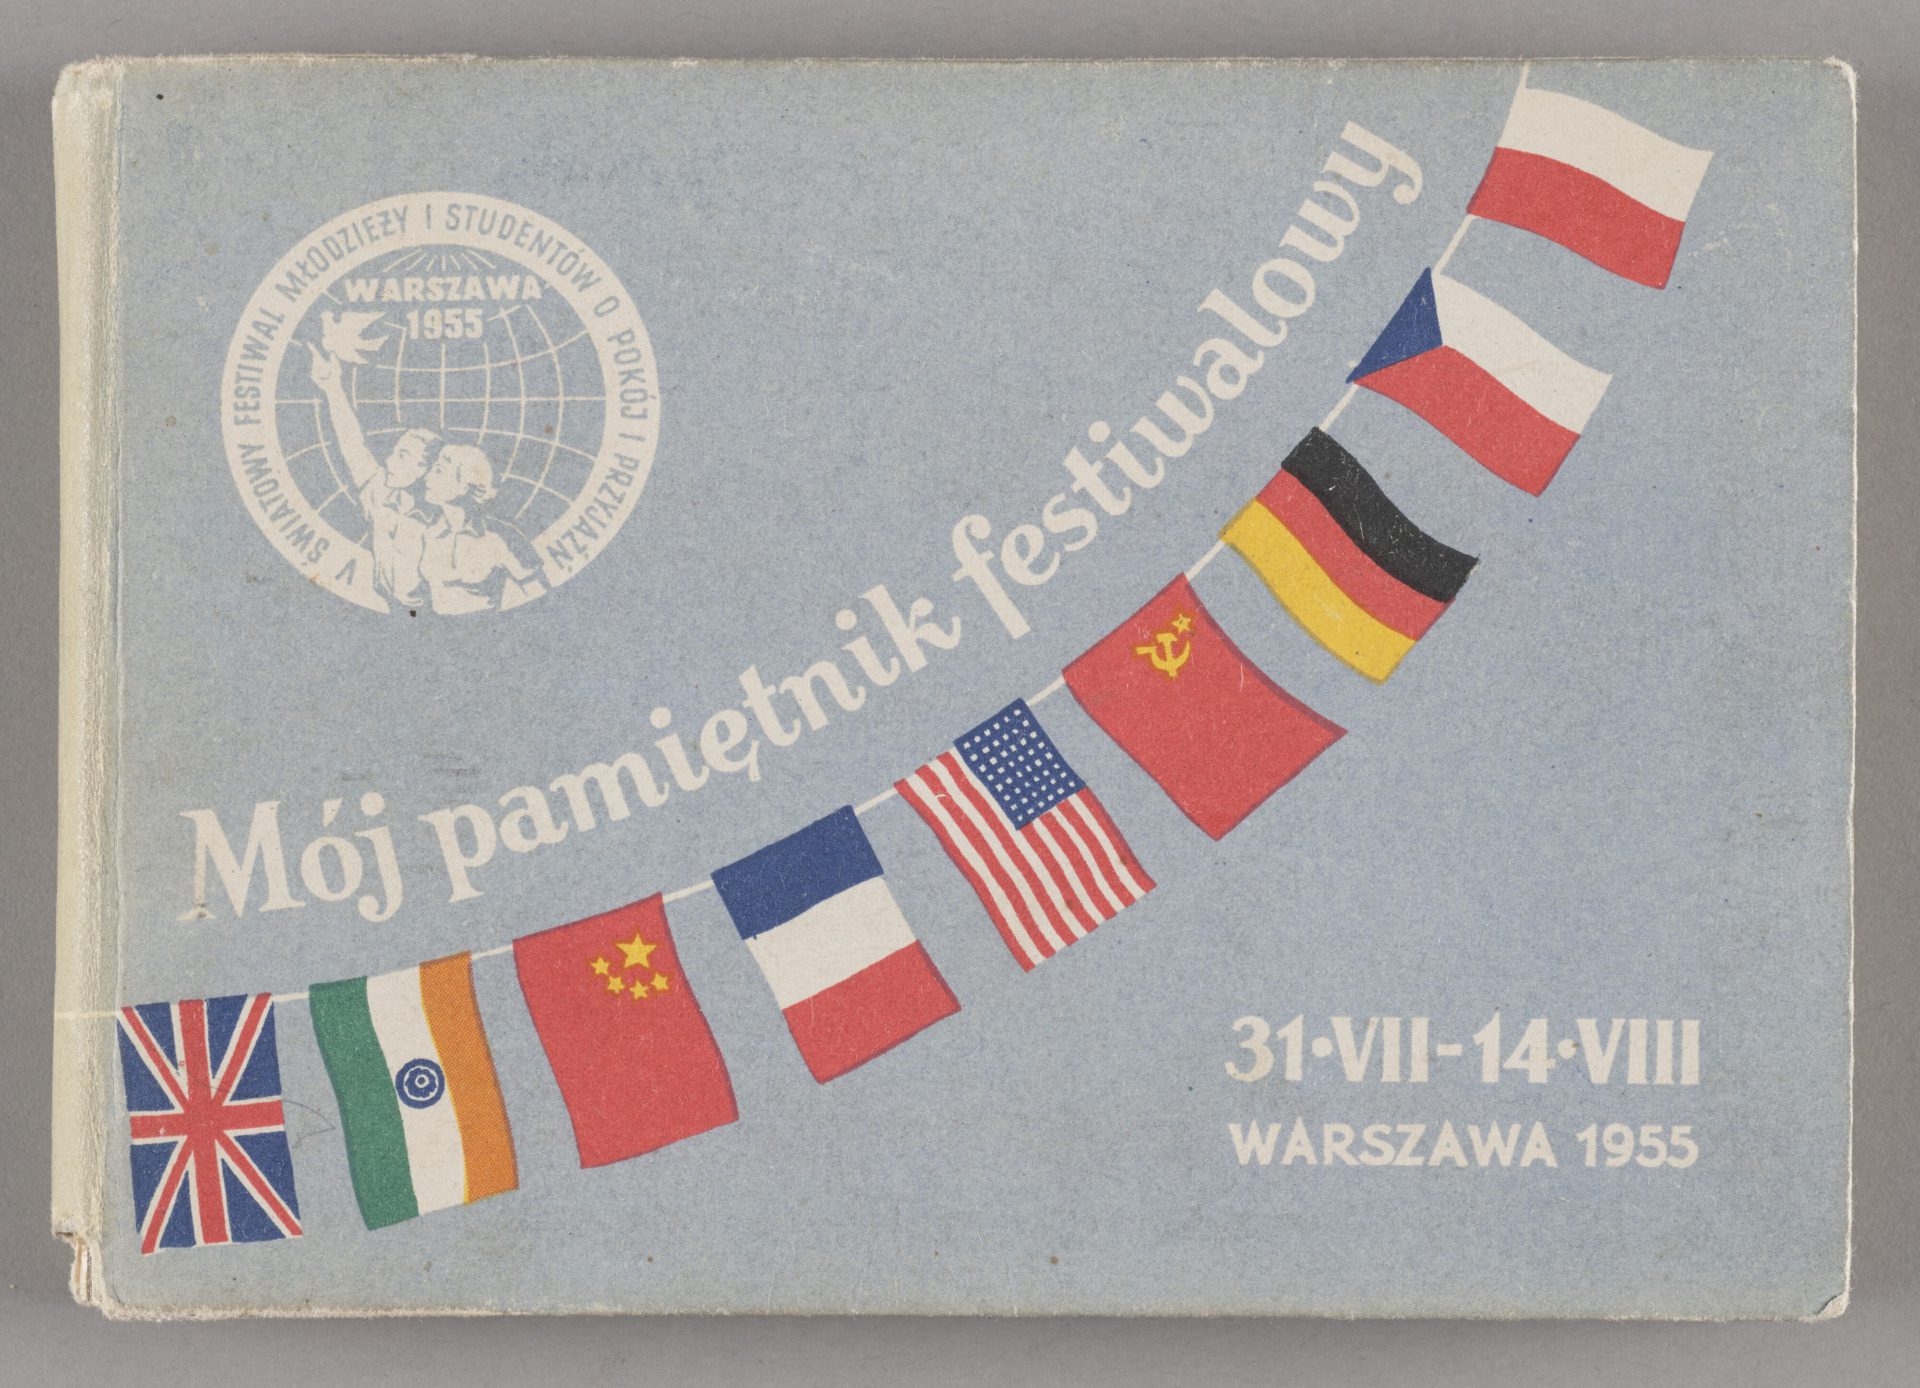 V ŚWIATOWY FESTIWAL MŁODZIEŻY I STUDENTÓW O POKÓJ I PRZYJAŹŃ
WARSZAWA
1955
Mój pamiętnik festiwalowy
31•VII-14•VIII
WARSZAWA 1955